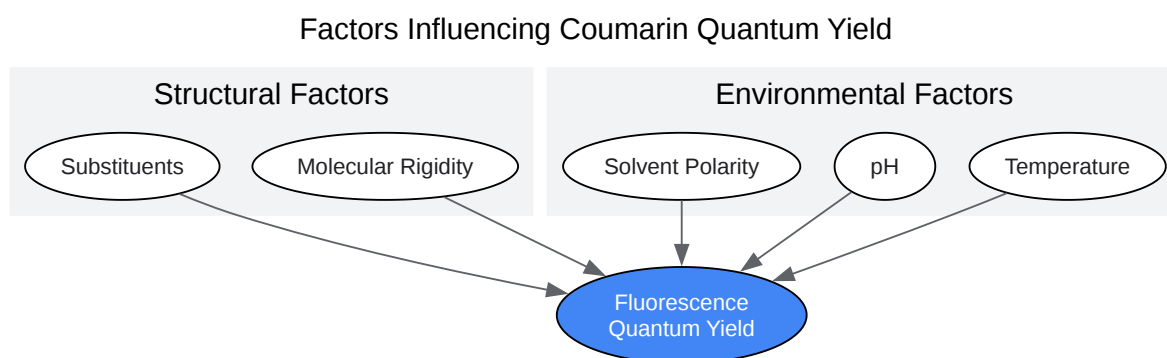 Factors Influencing Coumarin Quantum Yield
Structural Factors
Environmental Factors
Substituents
Molecular Rigidity
Solvent Polarity
pH
Temperature
Fluorescence
Quantum Yield